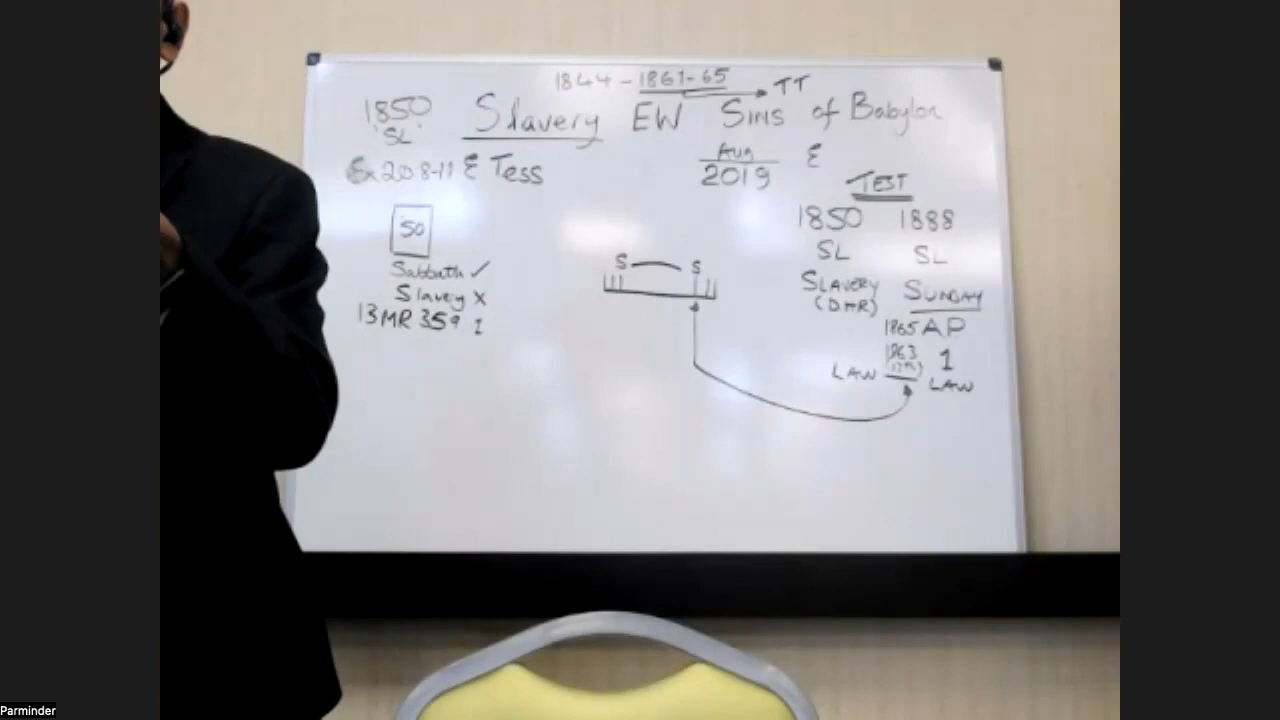 1844 - 1861-65 → TT
1850 Slavery EW Sins of Babylon
'SL'
Ex 20.8-11 E Tess
Aug E
2019
TEST
50
1850 1888
SL SL
Sabbath ✓
S S
Slavery X
SLAVERY SUNDAY
(DHR)
13MR 359 1
1865 AP
1863 1
LAW LAW
Parminder